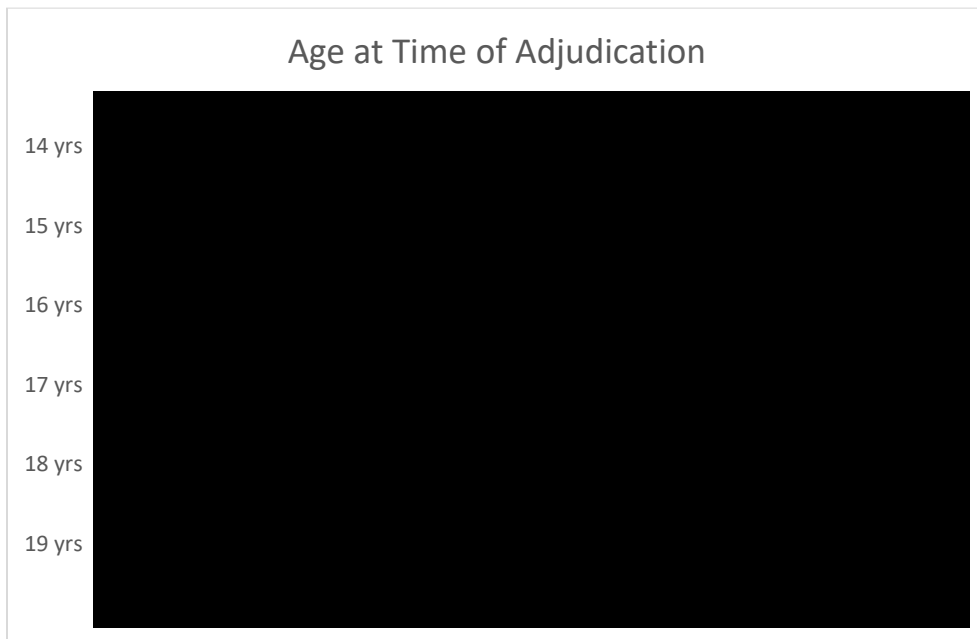 Age at Time of Adjudication
14 yrs
15 yrs
16 yrs
17 yrs
18 yrs
19 yrs